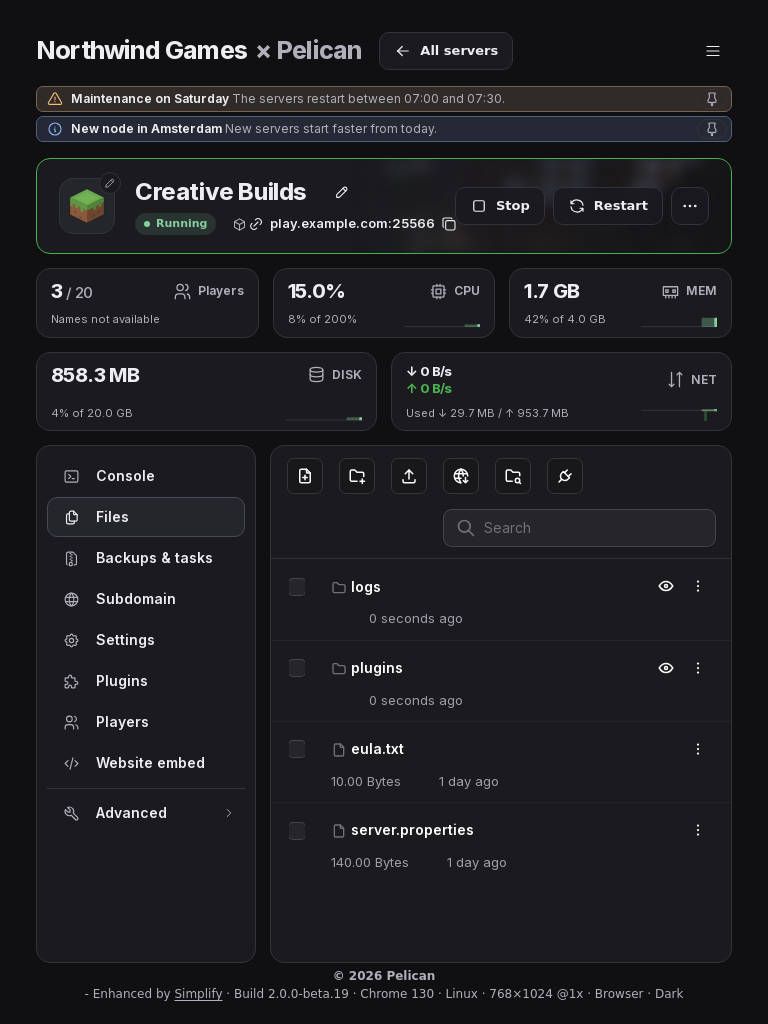 Northwind Games × Pelican
All servers
Maintenance on Saturday The servers restart between 07:00 and 07:30.
New node in Amsterdam New servers start faster from today.
Creative Builds
Running
play.example.com:25566
Stop
Restart
3 / 20
Players
Names not available
15.0%
CPU
8% of 200%
1.7 GB
MEM
42% of 4.0 GB
858.3 MB
DISK
4% of 20.0 GB
↓ 0 B/s
↑ 0 B/s
NET
Used ↓ 29.7 MB / ↑ 953.7 MB
Console
Files
Backups & tasks
Subdomain
Settings
Plugins
Players
Website embed
Advanced
Search
logs
0 seconds ago
plugins
0 seconds ago
eula.txt
10.00 Bytes 1 day ago
server.properties
140.00 Bytes 1 day ago
© 2026 Pelican
- Enhanced by Simplify · Build 2.0.0-beta.19 · Chrome 130 · Linux · 768×1024 @1x · Browser · Dark